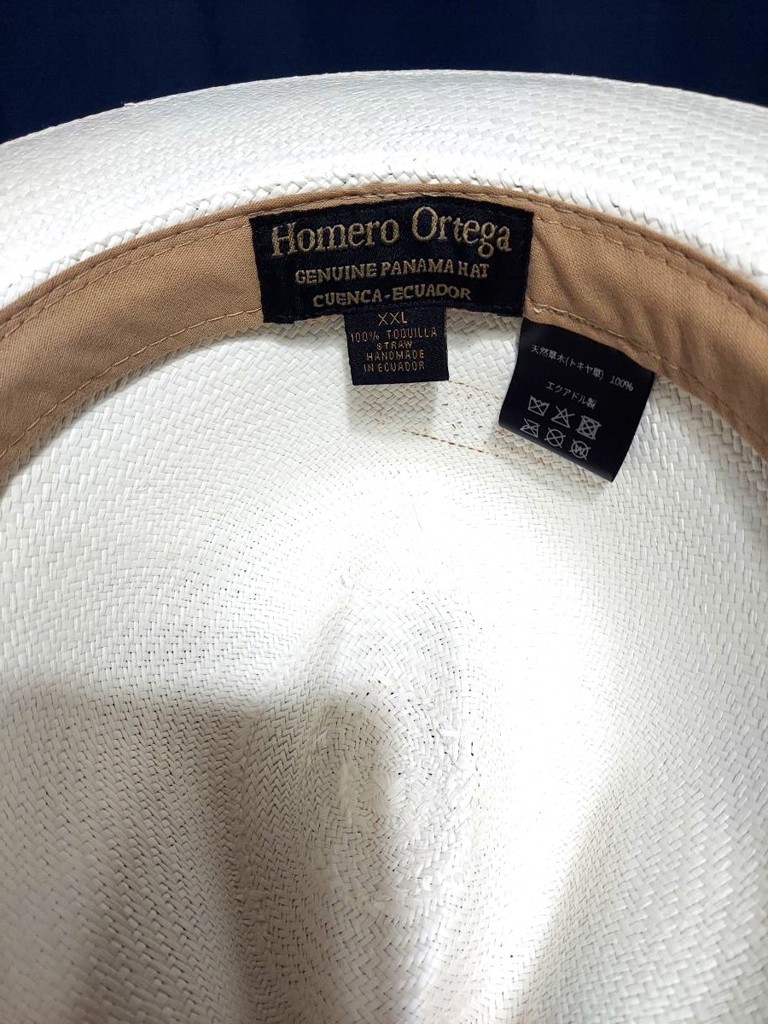 Homero Ortega
GENUINE PANAMA HAT
CUENCA-ECUADOR
XXL
100% TOQUILLA
STRAW
HANDMADE
IN ECUADOR
天然草木(トキヤ草) 100%
エクアドル製